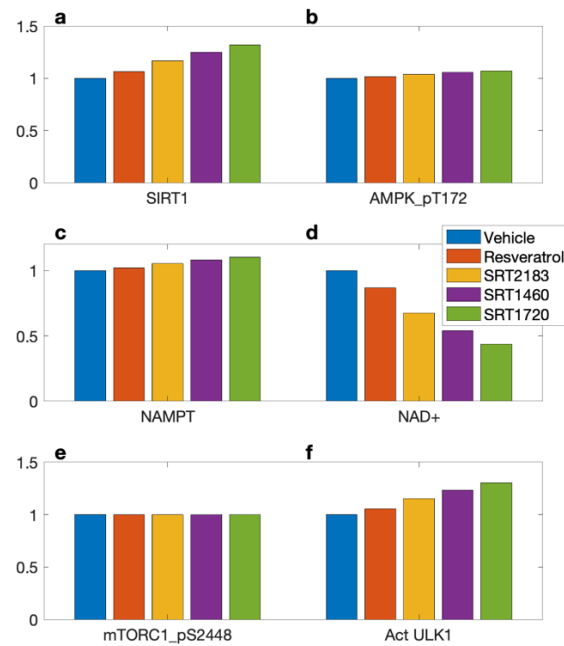 a b
1.5
1
0.5
0
SIRT1 AMPK_pT172
c d
1
0.5
0
Vehicle
Resveratrol
SRT2183
SRT1460
SRT1720
NAMPT NAD+
e f
1.5
1
0.5
0
mTORC1_pS2448 Act ULK1